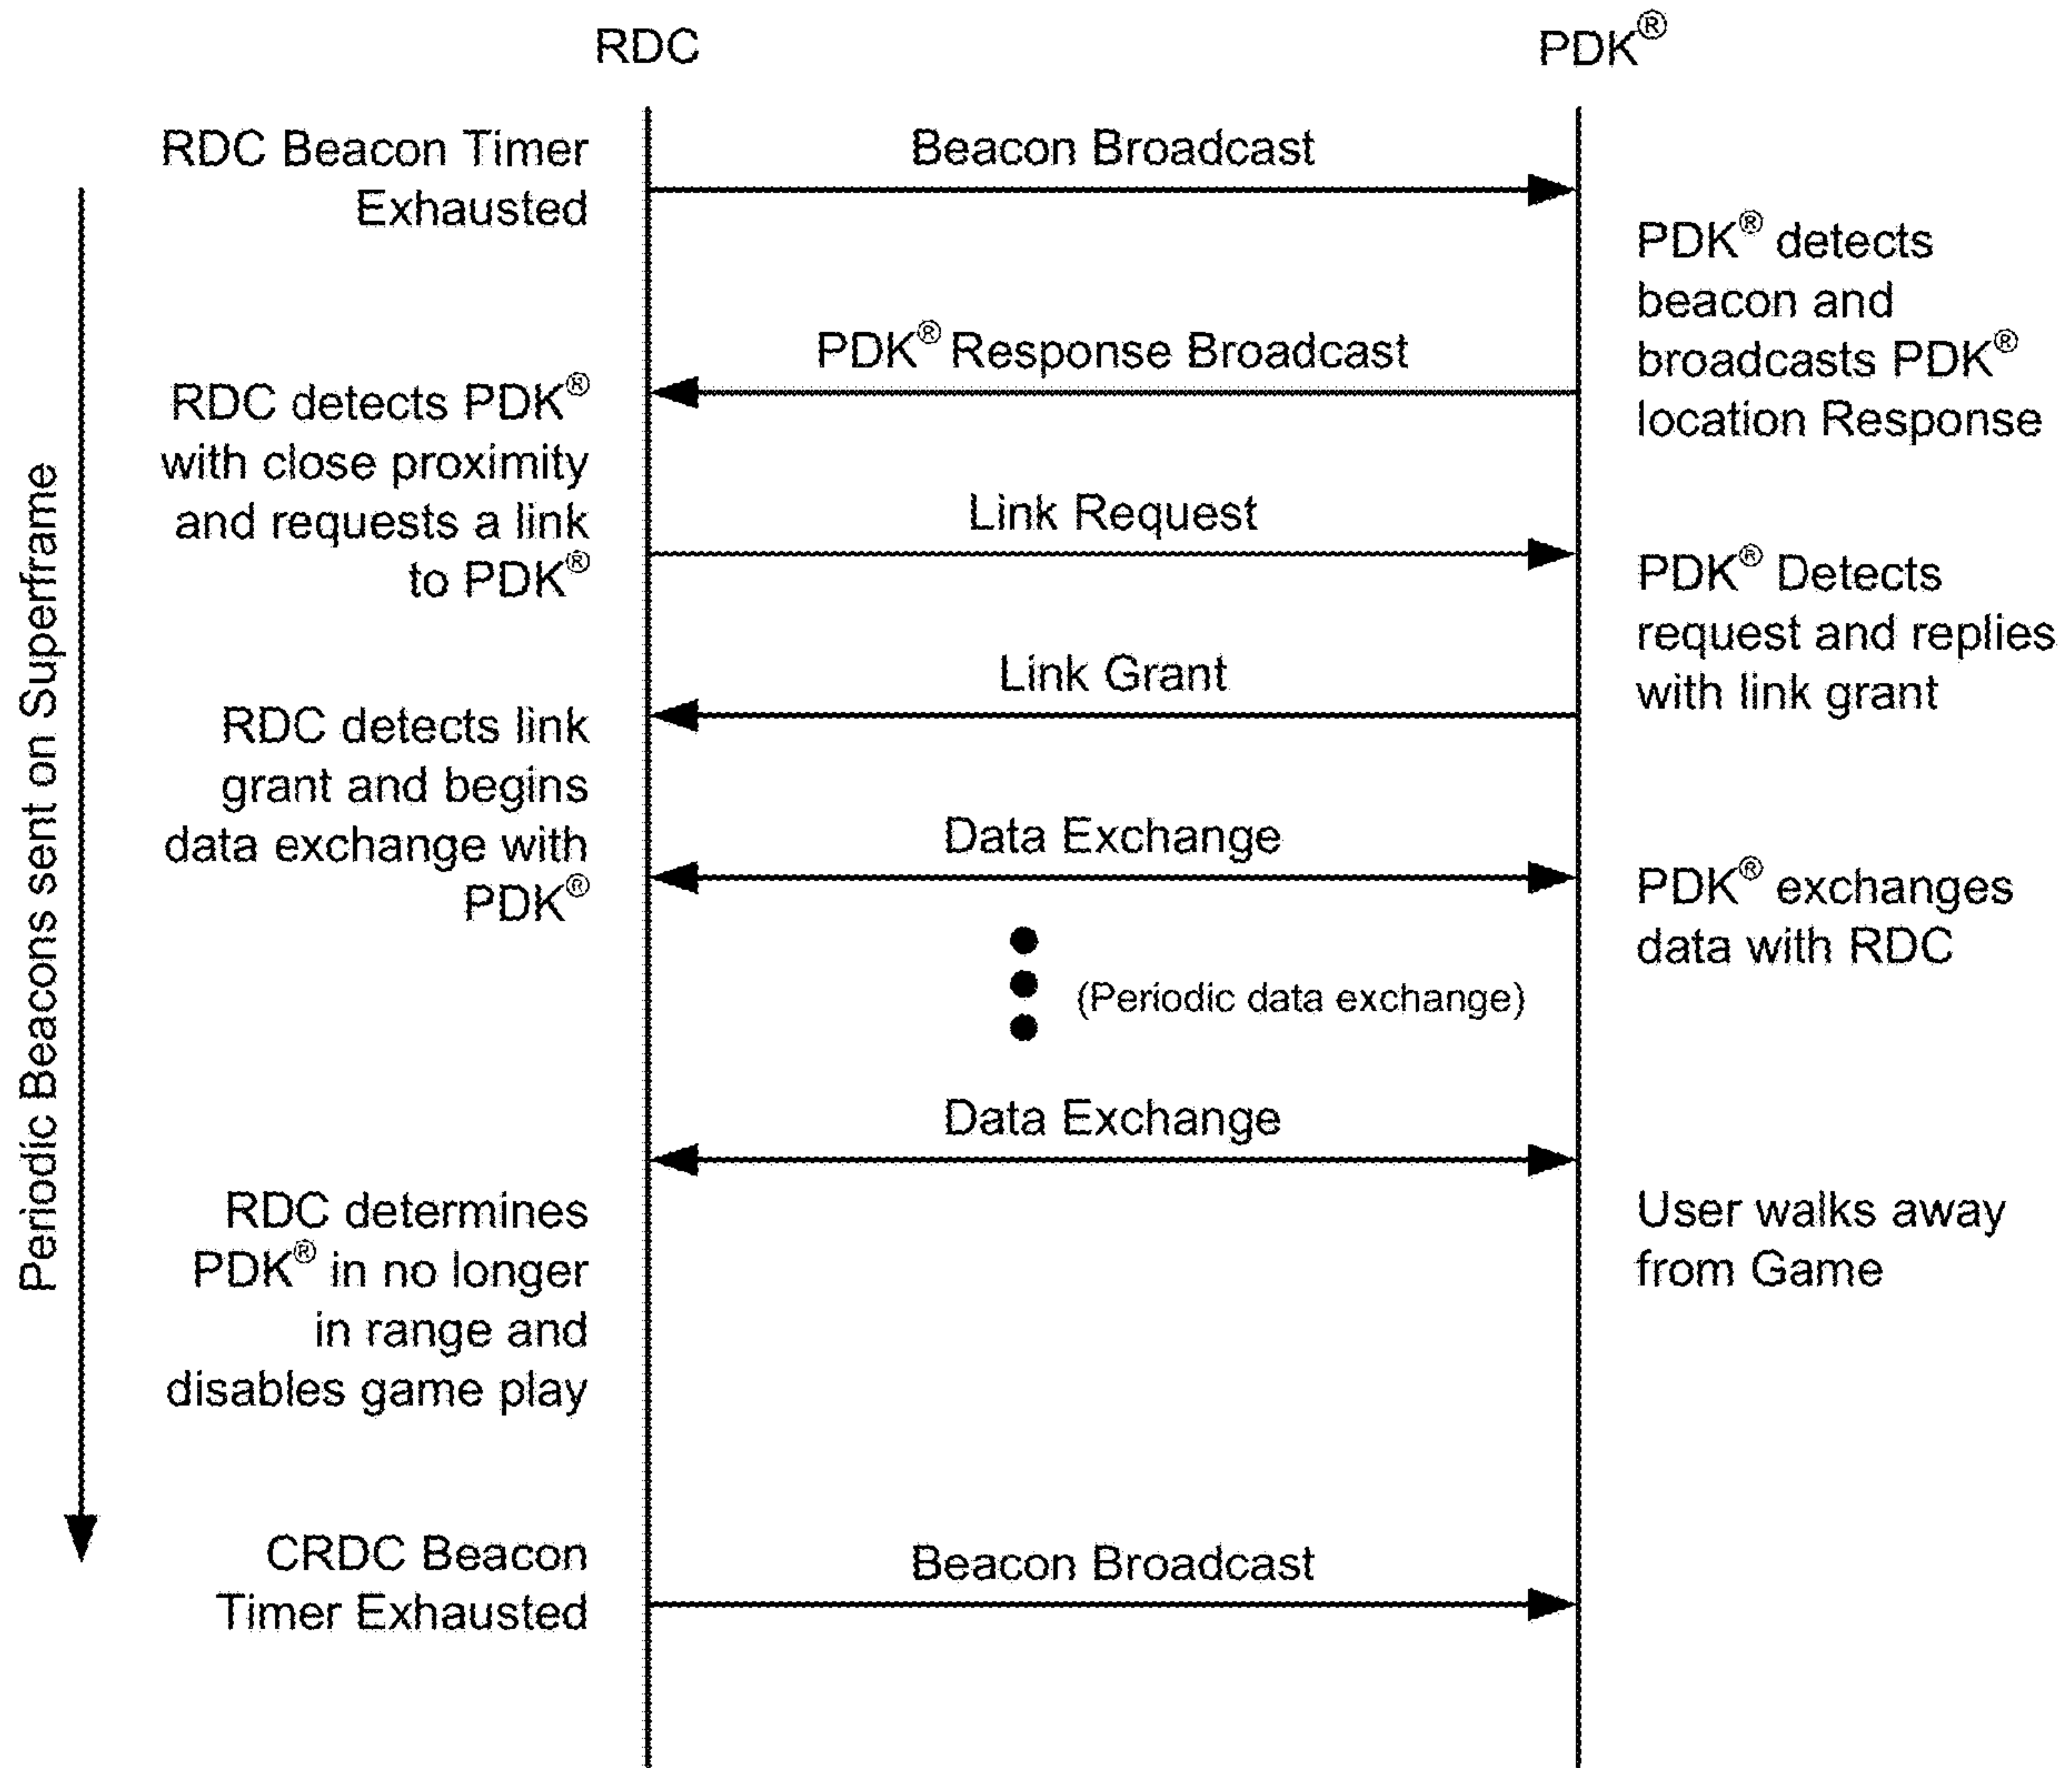 RDC
PDK®
RDC Beacon Timer
Exhausted
Beacon Broadcast
PDK® detects
beacon and
broadcasts PDK®
location Response
PDK® Response Broadcast
RDC detects PDK®
with close proximity
and requests a link
to PDK®
Link Request
PDK® Detects
request and replies
with link grant
Link Grant
RDC detects link
grant and begins
data exchange with
PDK®
Data Exchange
PDK® exchanges
data with RDC
(Periodic data exchange)
Data Exchange
RDC determines
PDK® in no longer
in range and
disables game play
User walks away
from Game
CRDC Beacon
Timer Exhausted
Beacon Broadcast
Periodic Beacons sent on Superframe